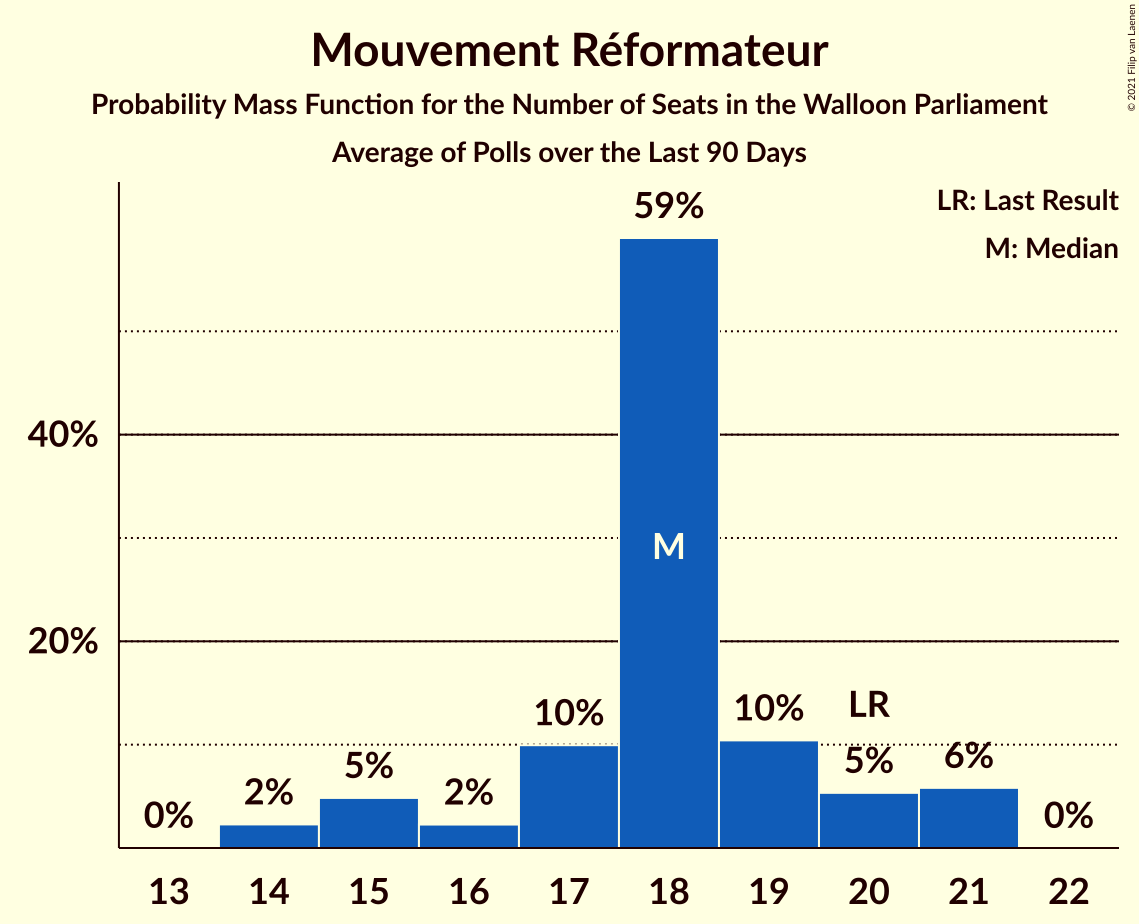 Mouvement Réformateur
Probability Mass Function for the Number of Seats in the Walloon Parliament
Average of Polls over the Last 90 Days
© 2021 Filip van Laenen
LR: Last Result
M: Median
59%
40%
M
20%
10%
10%
LR
2%
5%
2%
5%
6%
0%
0%
13 14 15 16 17 18 19 20 21 22